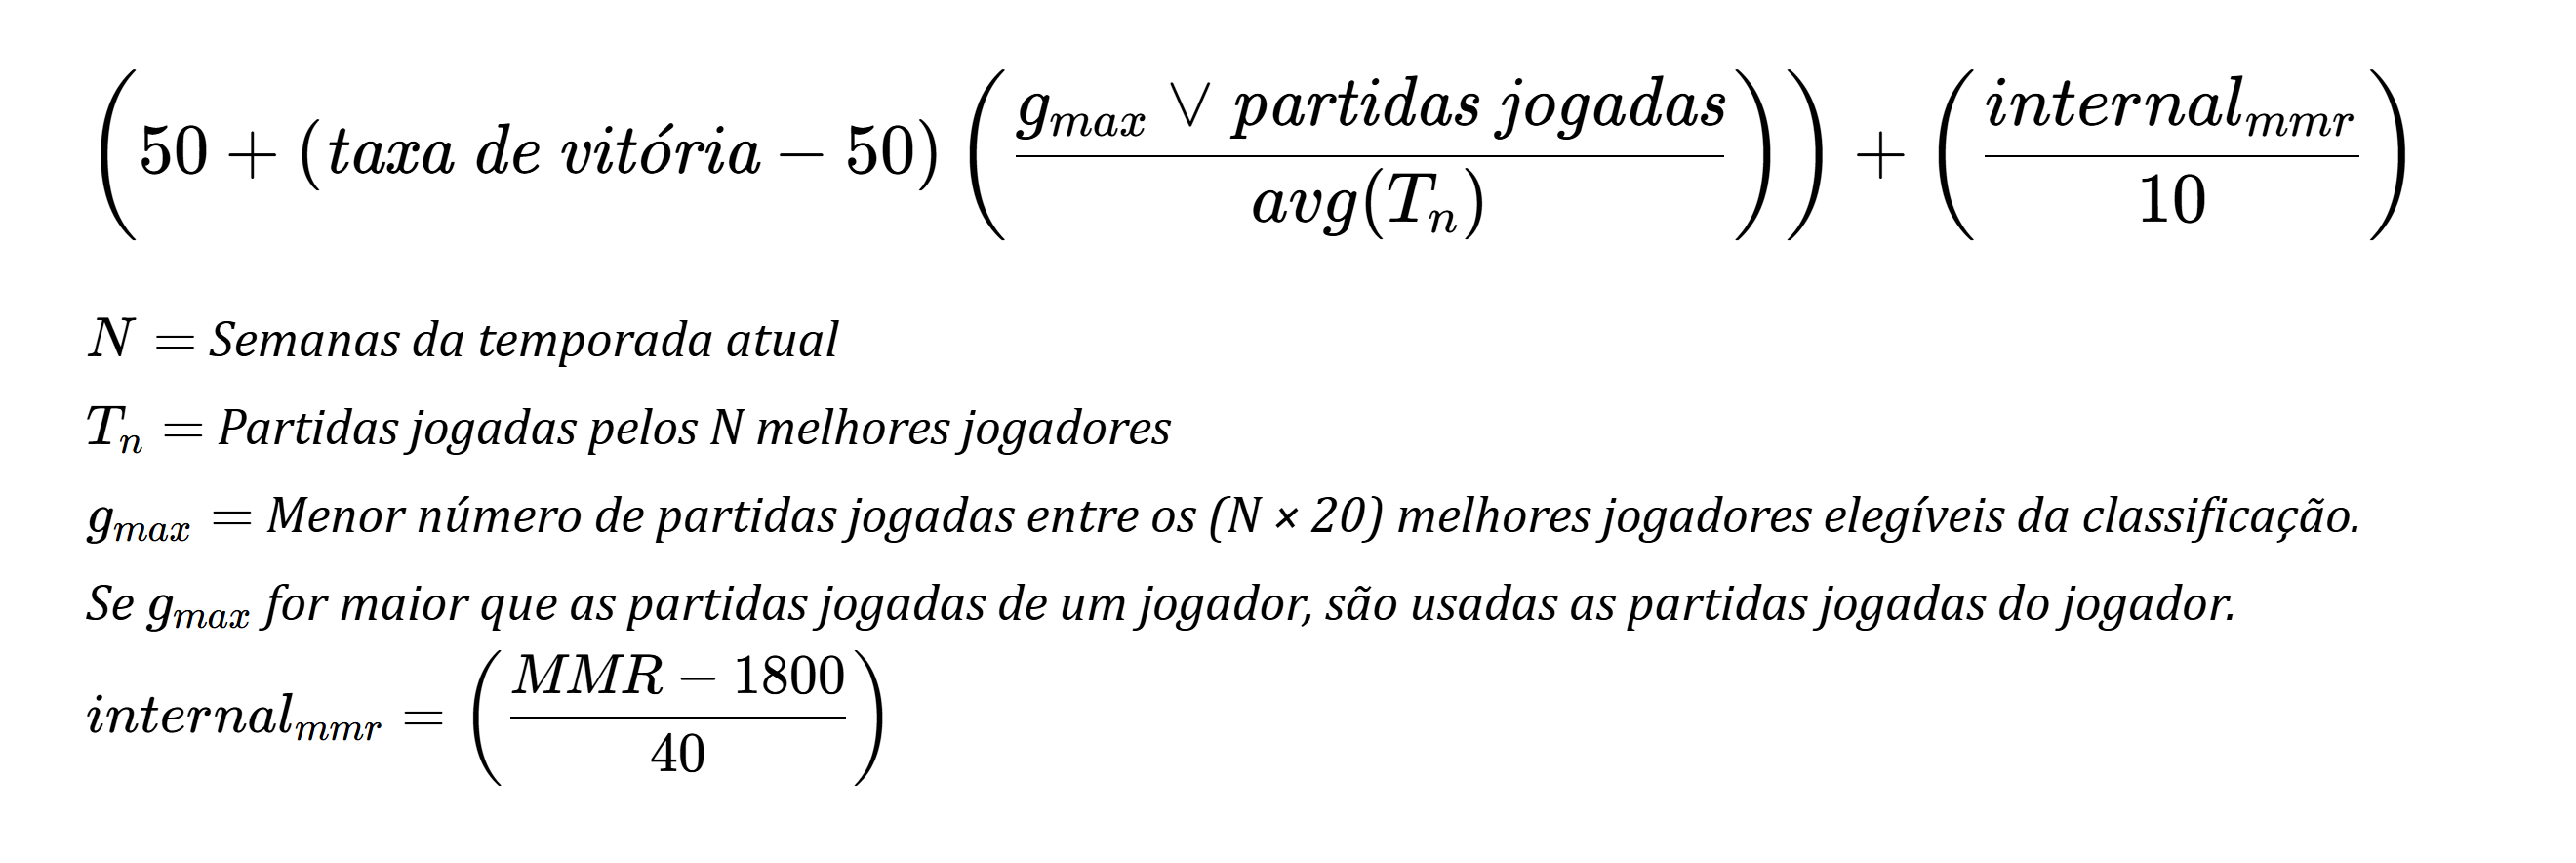 (50 + (taxa de vitória − 50) (g_max ∨ partidas jogadas / avg(T_n))) + (internal_mmr / 10)
N = Semanas da temporada atual
T_n = Partidas jogadas pelos N melhores jogadores
g_max = Menor número de partidas jogadas entre os (N × 20) melhores jogadores elegíveis da classificação.
Se g_max for maior que as partidas jogadas de um jogador, são usadas as partidas jogadas do jogador.
internal_mmr = (MMR − 1800 / 40)